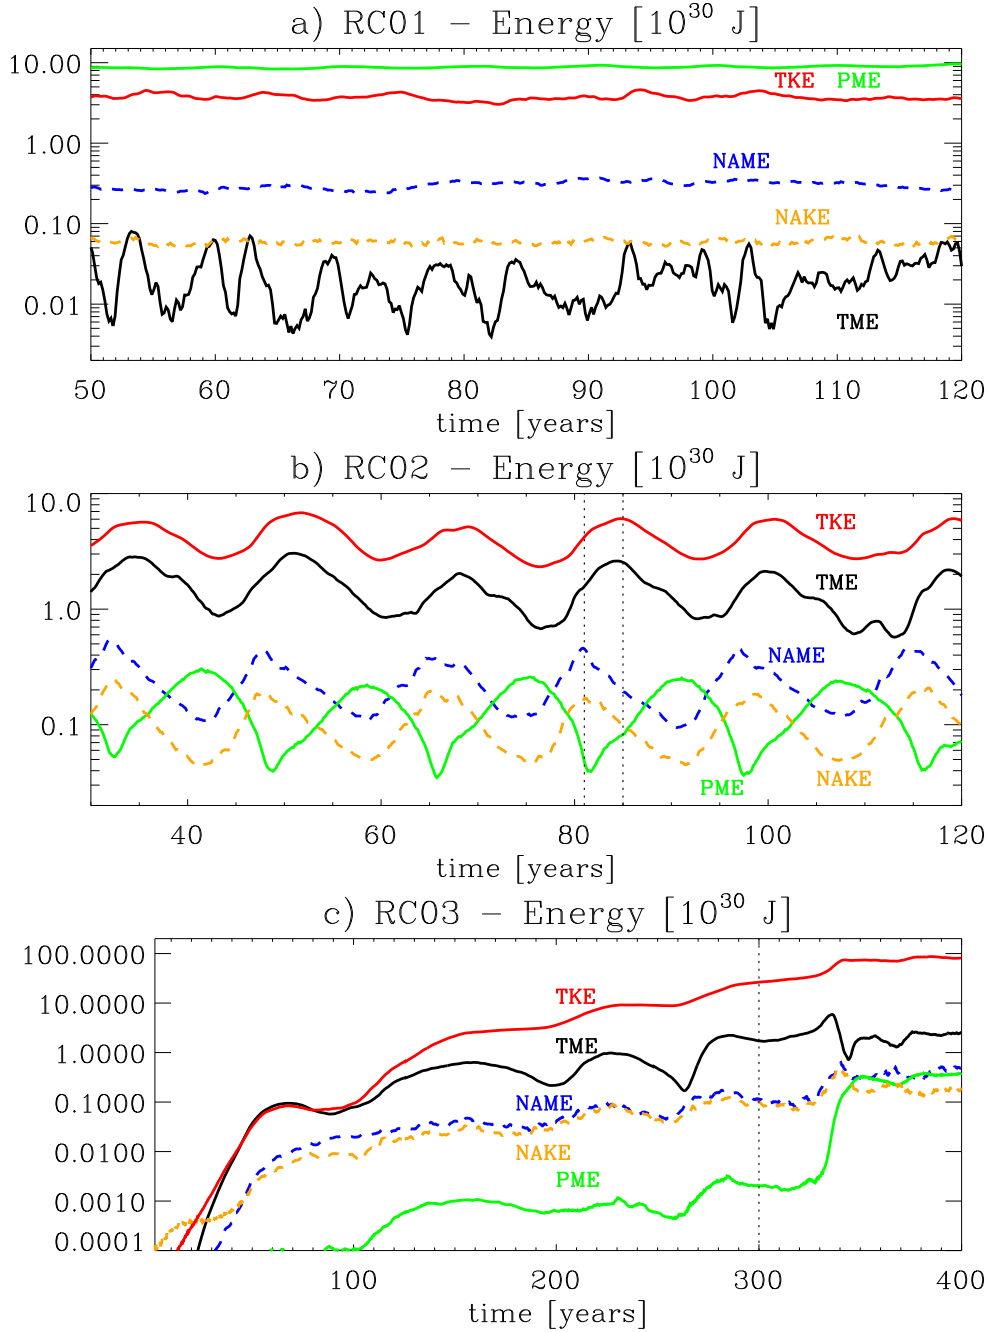 a) RC01 – Energy [10^30 J]
10.00
TKE PME
1.00
NAME
0.10
NAKE
0.01
TME
50 60 70 80 90 100 110 120
time [years]
b) RC02 – Energy [10^30 J]
10.0
TKE
TME
1.0
NAME
0.1
NAKE
PME
40 60 80 100 120
time [years]
c) RC03 – Energy [10^30 J]
100.0000
10.0000
TKE
1.0000
TME
0.1000
NAME
0.0100
NAKE
PME
0.0010
0.0001
100 200 300 400
time [years]